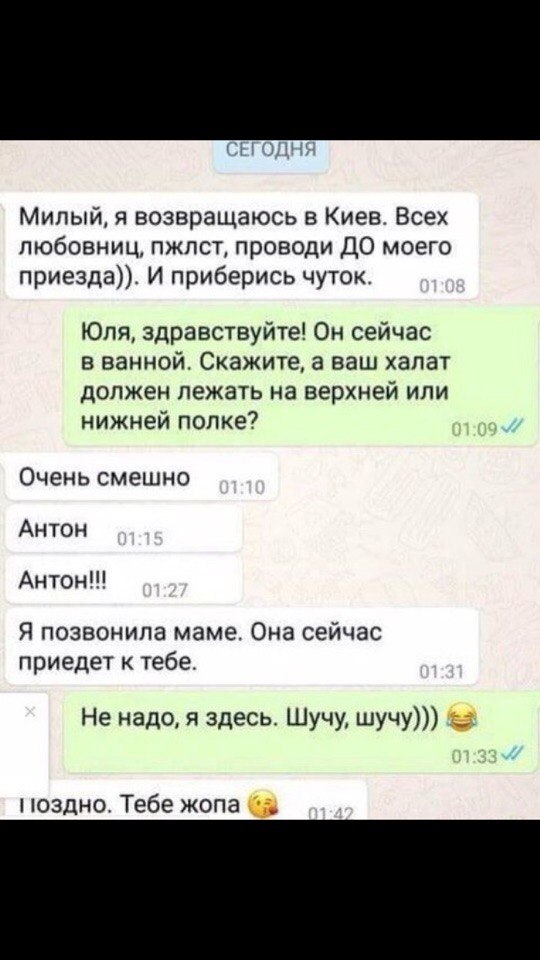 СЕГОДНЯ
Милый, я возвращаюсь в Киев. Всех
любовниц, пжлст, проводи ДО моего
приезда)). И приберись чуток. 01:08
Юля, здравствуйте! Он сейчас
в ванной. Скажите, а ваш халат
должен лежать на верхней или
нижней полке? 01:09
Очень смешно 01:10
Антон 01:15
Антон!!! 01:27
Я позвонила маме. Она сейчас
приедет к тебе. 01:31
Не надо, я здесь. Шучу, шучу))) 😂
01:33
Поздно. Тебе жопа 😘 01:42